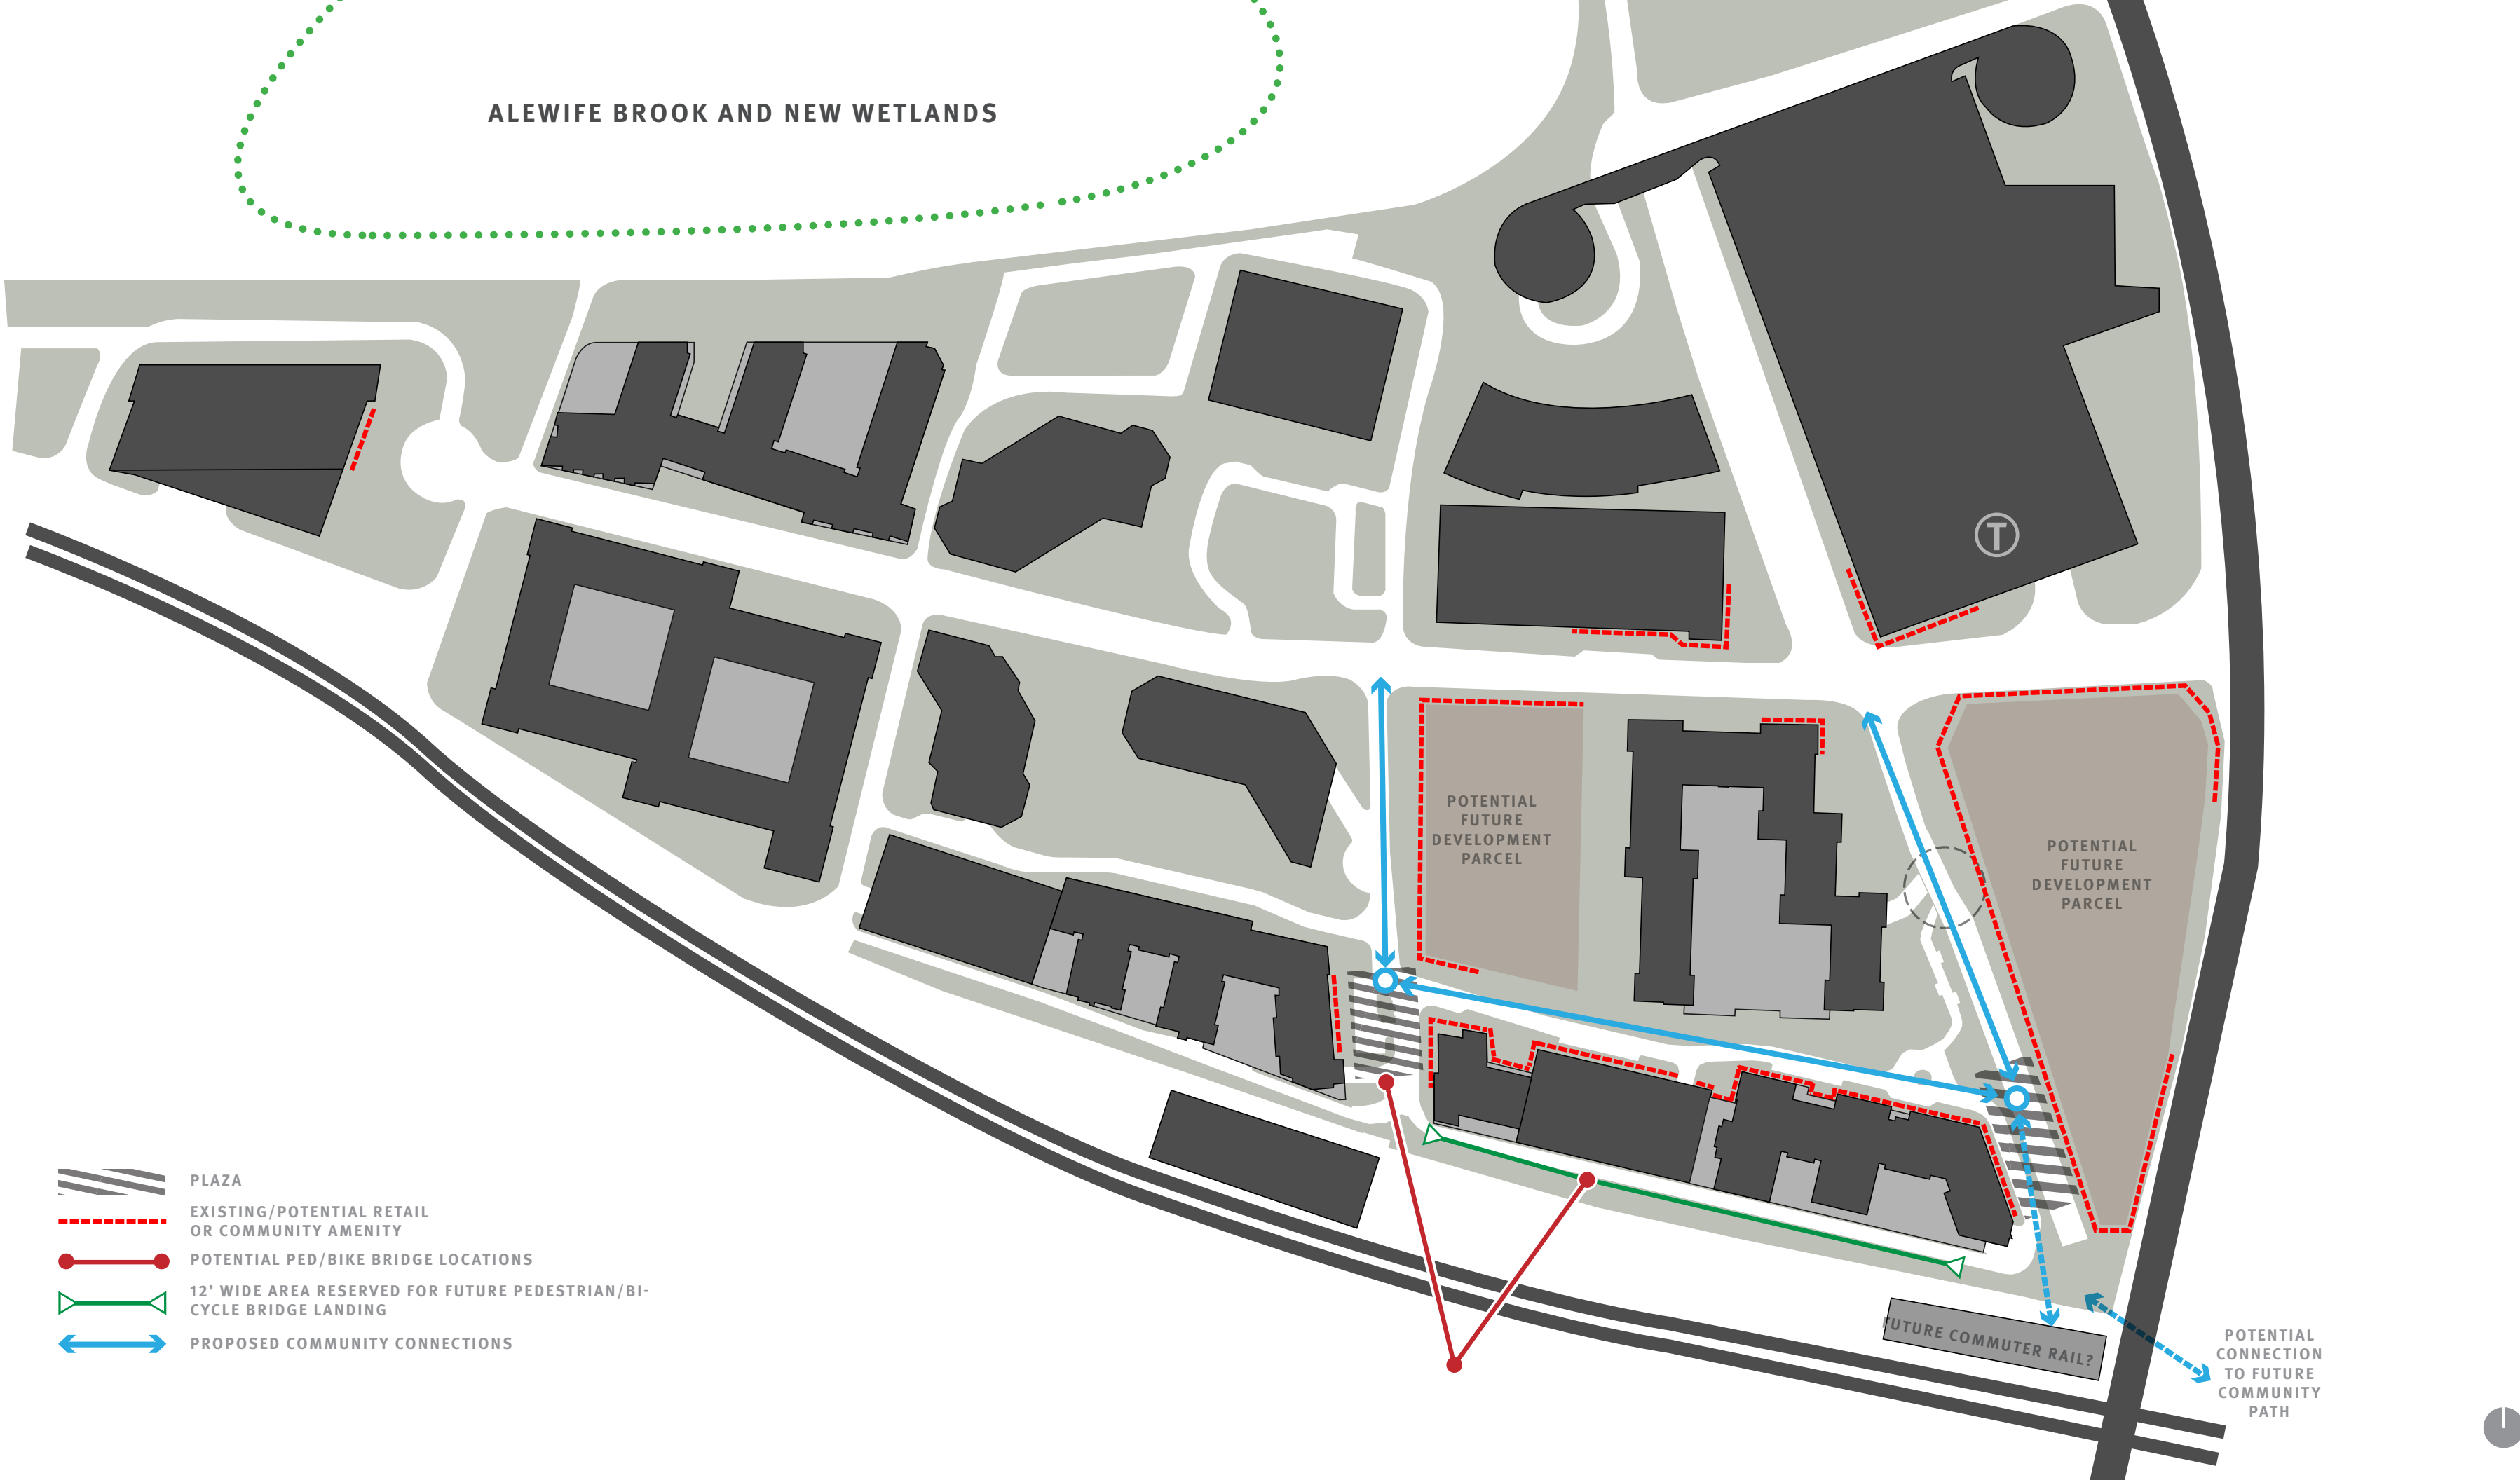 ALEWIFE BROOK AND NEW WETLANDS
T
POTENTIAL
FUTURE
DEVELOPMENT
PARCEL
POTENTIAL
FUTURE
DEVELOPMENT
PARCEL
PLAZA
EXISTING/POTENTIAL RETAIL
OR COMMUNITY AMENITY
POTENTIAL PED/BIKE BRIDGE LOCATIONS
12’ WIDE AREA RESERVED FOR FUTURE PEDESTRIAN/BI-
CYCLE BRIDGE LANDING
PROPOSED COMMUNITY CONNECTIONS
FUTURE COMMUTER RAIL?
POTENTIAL
CONNECTION
TO FUTURE
COMMUNITY
PATH